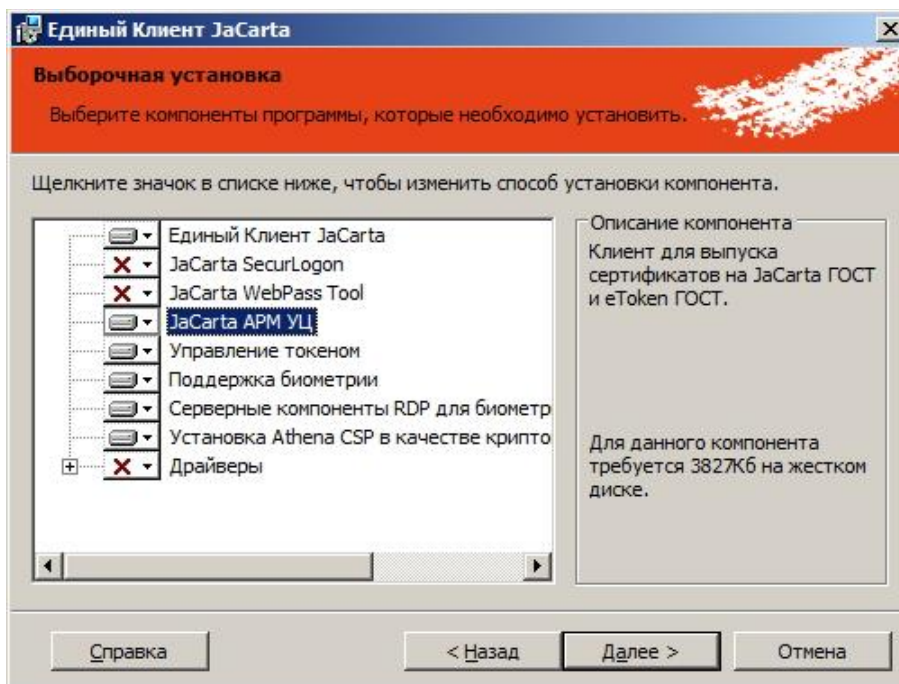 Единый Клиент JaCarta
Выборочная установка
Выберите компоненты программы, которые необходимо установить.
Щелкните значок в списке ниже, чтобы изменить способ установки компонента.
Единый Клиент JaCarta
JaCarta SecurLogon
JaCarta WebPass Tool
JaCarta АРМ УЦ
Управление токеном
Поддержка биометрии
Серверные компоненты RDP для биометр
Установка Athena CSP в качестве крипто
Драйверы
Описание компонента
Клиент для выпуска
сертификатов на JaCarta ГОСТ
и eToken ГОСТ.
Для данного компонента
требуется 3827Кб на жестком
диске.
Справка
< Назад
Далее >
Отмена